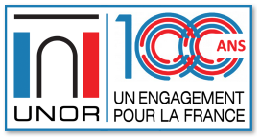 UNOR
100 ANS
UN ENGAGEMENT
POUR LA FRANCE